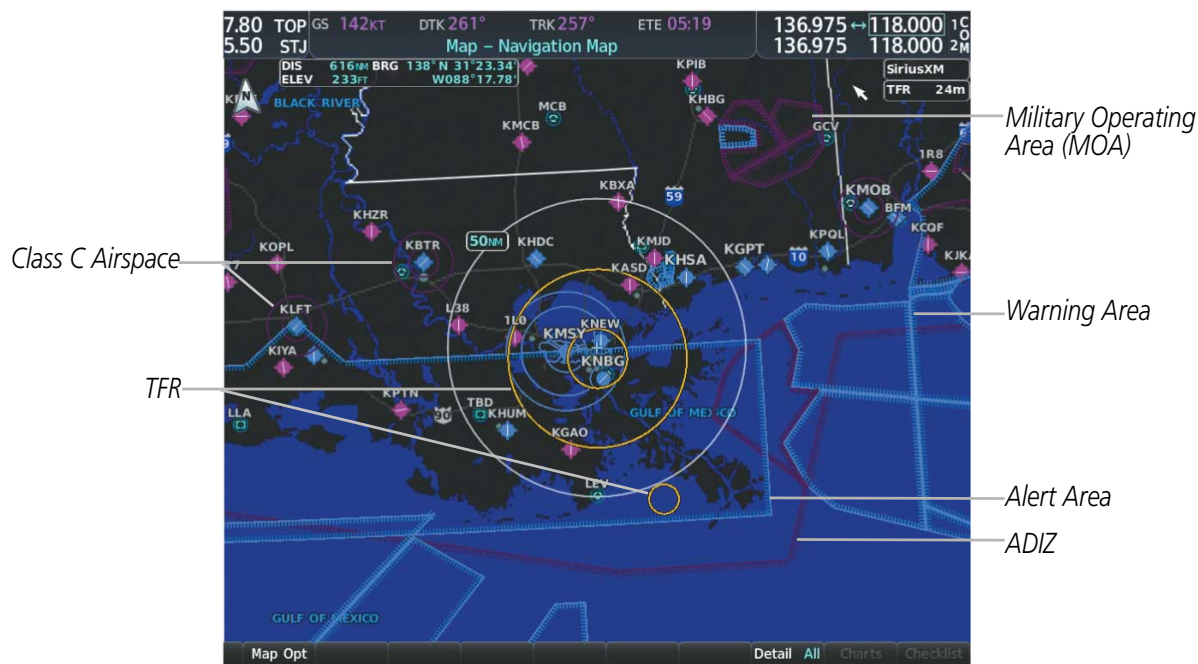 7.80 TOP GS 142KT DTK 261° TRK 257° ETE 05:19 136.975 ↔ 118.000 1 C
5.50 STJ Map – Navigation Map 136.975 118.000 2 O M
DIS 616NM BRG 138° N 31°23.34'
ELEV 233FT W088°17.78'
SiriusXM
TFR 24m
N
BLACK RIVER
KPIB
KHBG
MCB
KMCB
GCV
Military Operating
Area (MOA)
1R8
59
KBXA
KMOB
BFM
KHZR
50NM
KOPL
KBTR
KHDC
KMJD
KGPT
KPQL
KCQF
10
KJKA
Class C Airspace
KASD
KHSA
KLFT
L38
1L0
KNEW
KMSY
Warning Area
KIYA
KNBG
TFR
KPTN
TBD
90
KHUM
GULF OF MEXICO
LLA
KGAO
LEV
Alert Area
ADIZ
GULF OF MEXICO
Map Opt Detail All Charts Checklist